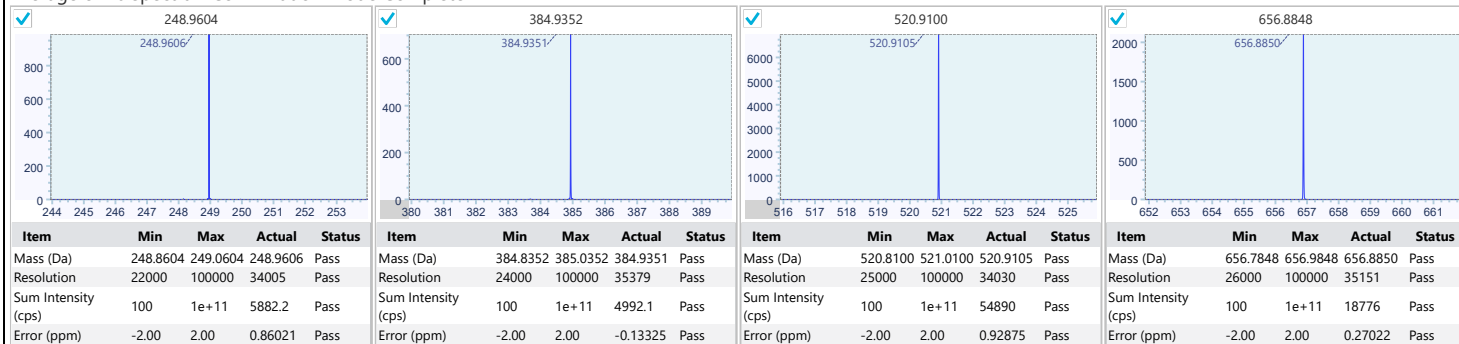 248.9604
248.9606
800
600
400
200
0
244 245 246 247 248 249 250 251 252 253
Item Min Max Actual Status
Mass (Da) 248.8604 249.0604 248.9606 Pass
Resolution 22000 100000 34005 Pass
Sum Intensity (cps) 100 1e+11 5882.2 Pass
Error (ppm) -2.00 2.00 0.86021 Pass
384.9352
384.9351
600
400
200
0
380 381 382 383 384 385 386 387 388 389
Item Min Max Actual Status
Mass (Da) 384.8352 385.0352 384.9351 Pass
Resolution 24000 100000 35379 Pass
Sum Intensity (cps) 100 1e+11 4992.1 Pass
Error (ppm) -2.00 2.00 -0.13325 Pass
520.9100
520.9105
6000
5000
4000
3000
2000
1000
0
516 517 518 519 520 521 522 523 524 525
Item Min Max Actual Status
Mass (Da) 520.8100 521.0100 520.9105 Pass
Resolution 25000 100000 34030 Pass
Sum Intensity (cps) 100 1e+11 54890 Pass
Error (ppm) -2.00 2.00 0.92875 Pass
656.8848
656.8850
2000
1500
1000
500
0
652 653 654 655 656 657 658 659 660 661
Item Min Max Actual Status
Mass (Da) 656.7848 656.9848 656.8850 Pass
Resolution 26000 100000 35151 Pass
Sum Intensity (cps) 100 1e+11 18776 Pass
Error (ppm) -2.00 2.00 0.27022 Pass